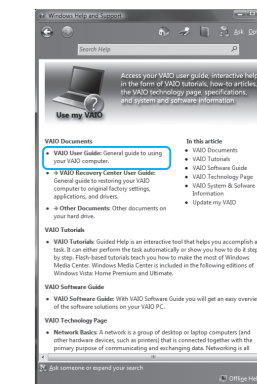 Windows Help and Support
Ask
Search Help
Access your VAIO user guide, interactive help
in the form of VAIO tutorials, how-to articles,
the VAIO technology page, specifications,
and system and software information
Use my VAIO
VAIO Documents
• VAIO User Guide: General guide to using
your VAIO computer.
• VAIO Recovery Center User Guide:
General guide to restoring your VAIO
computer to original factory settings,
applications, and drivers.
• Other Documents: Other documents on
your hard drive.
In this article
• VAIO Documents
• VAIO Tutorials
• VAIO Software Guide
• VAIO Technology Page
• VAIO System & Sofware
Information
• Update my VAIO
VAIO Tutorials
• VAIO Tutorials: Guided Help is an interactive tool that helps you accomplish a
task. It can either perform the task automatically or show you how to do it step
by step. Flash-based tutorials teach you how to make the most of Windows
Media Center. Windows Media Center is included in the following editions of
Windows Vista: Home Premium and Ultimate.
VAIO Software Guide
• VAIO Software Guide: With VAIO Software Guide you will get an easy overvie
of the software solutions on your VAIO PC.
VAIO Technology Page
• Network Basics: A network is a group of desktop or laptop computers (and
other hardware devices, such as printers) that is connected together with the
primary purpose of communicating and exchanging data. Networking is all
Ask someone or expand your search
Offline Hel